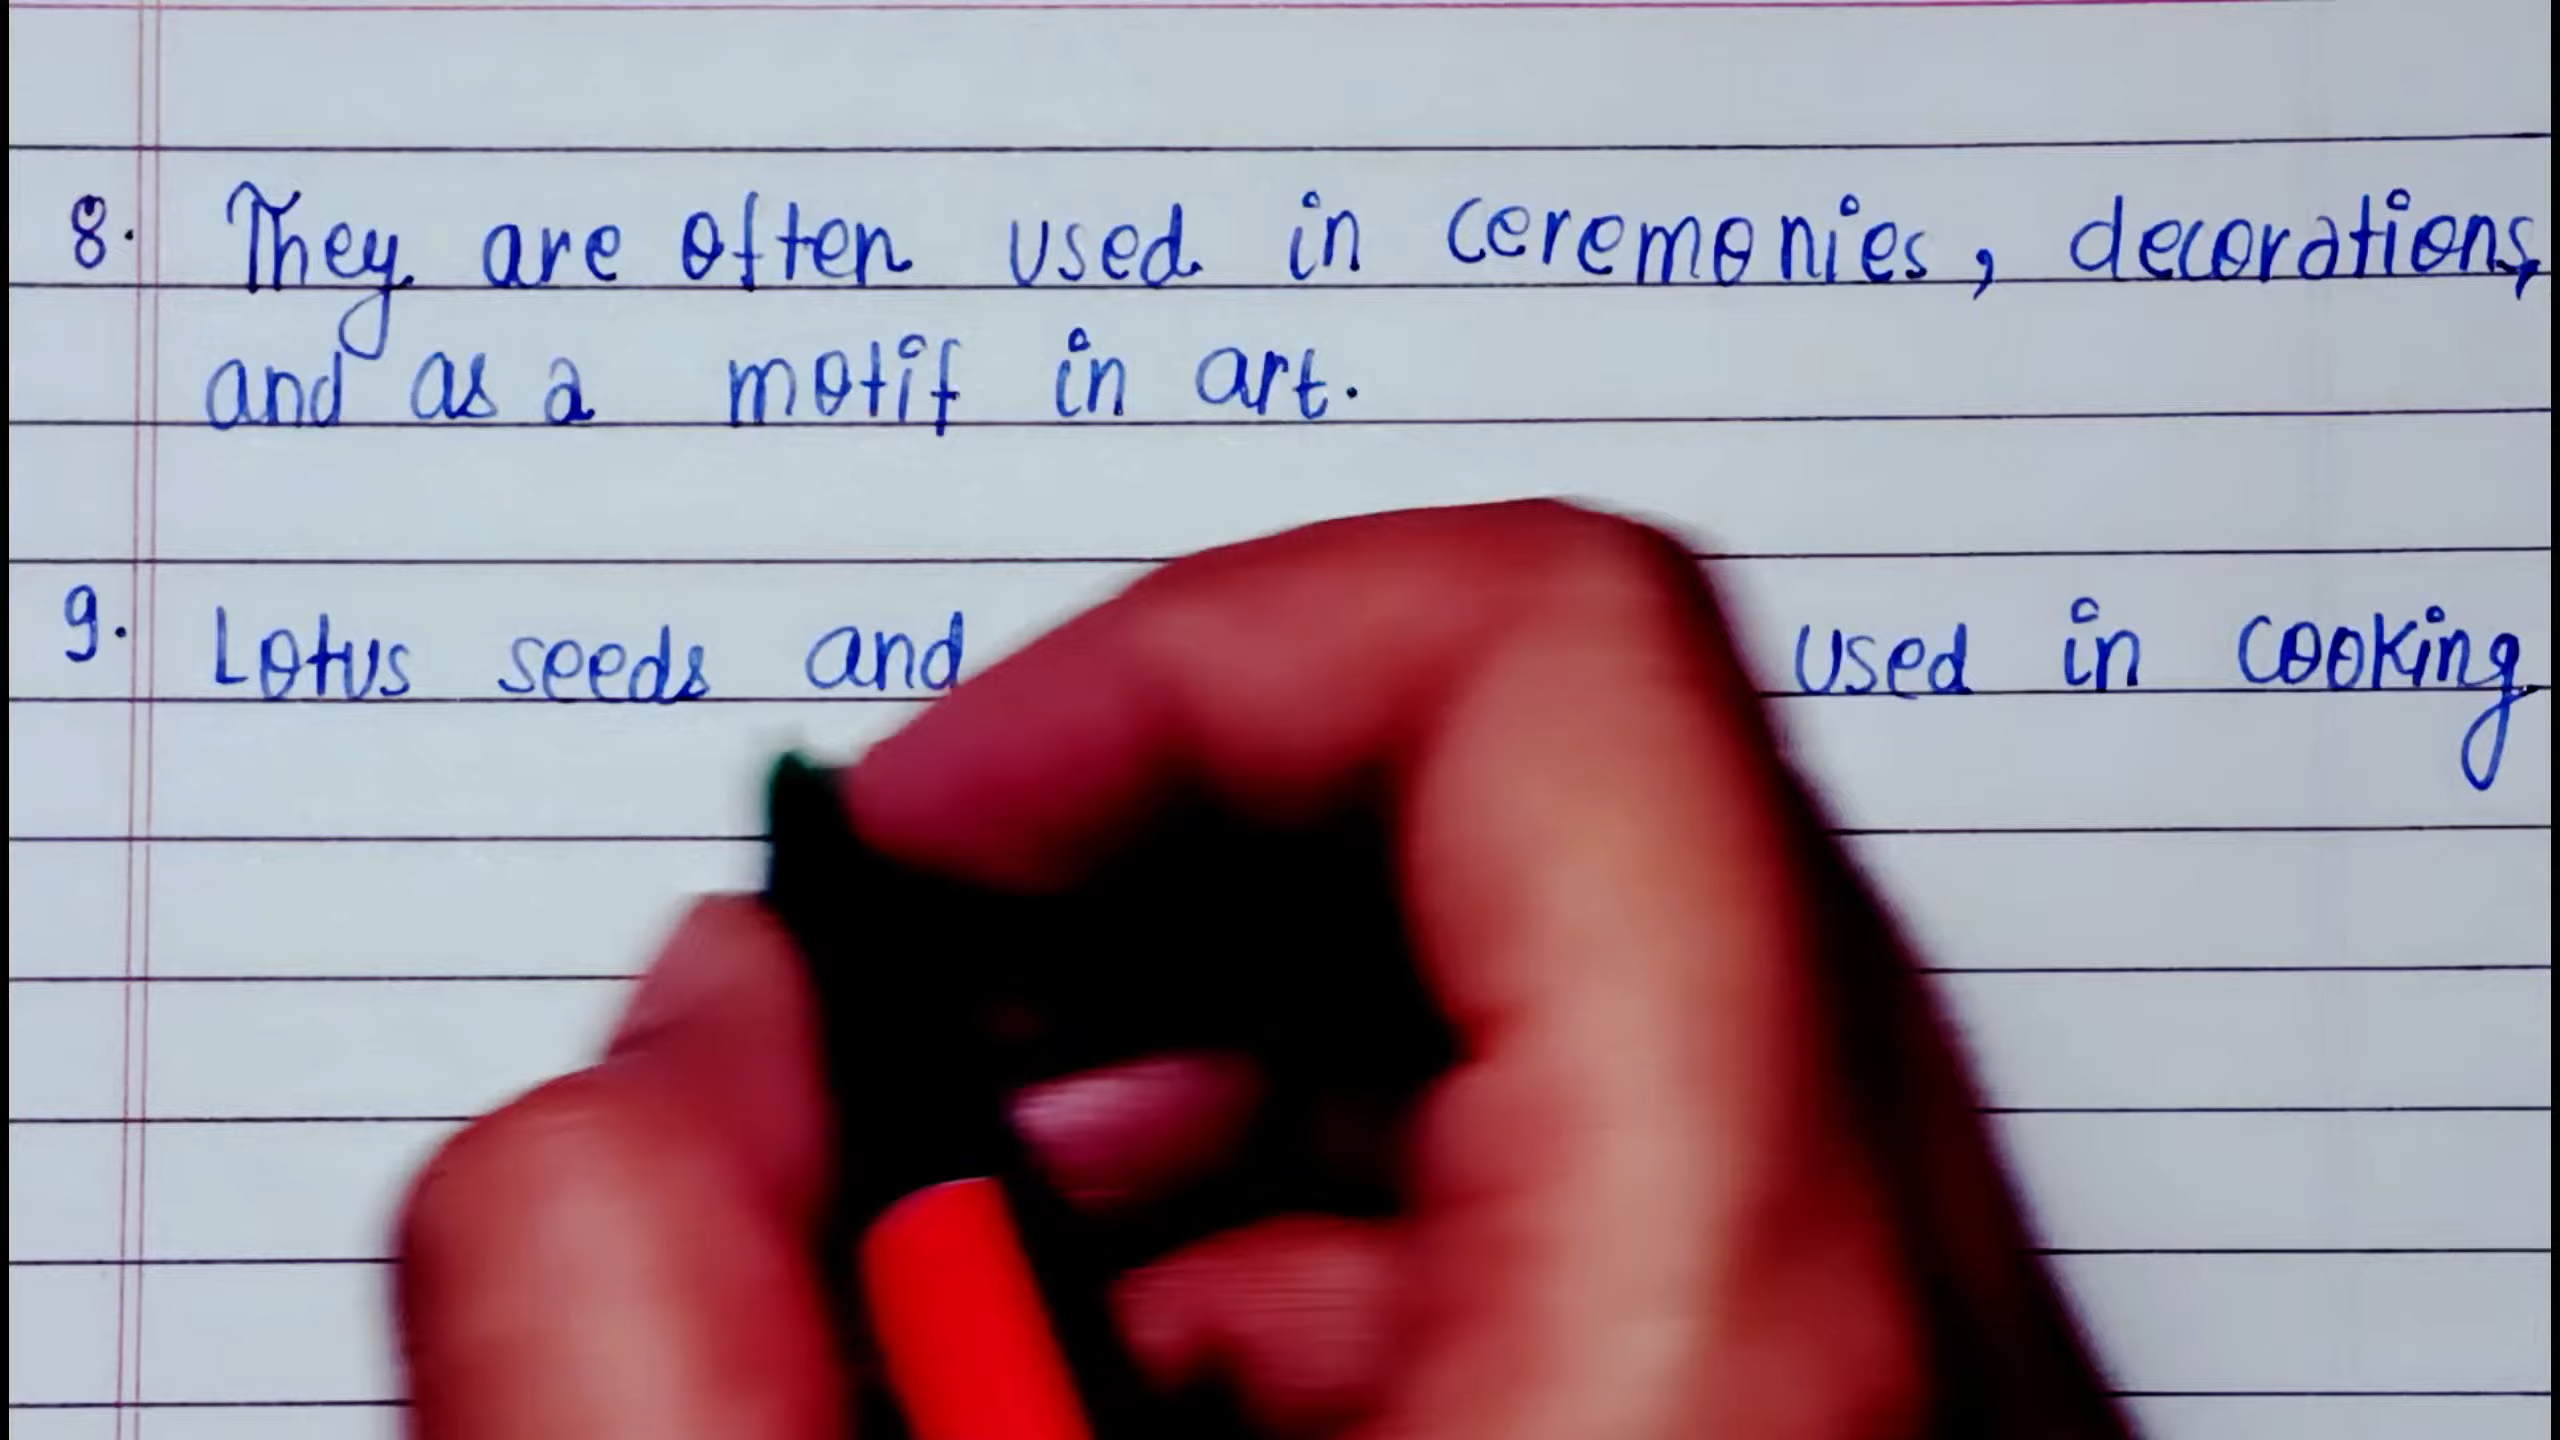 8. They are often used in ceremonies, decorations,
and as a motif in art.
9. Lotus seeds and used in cooking